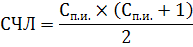 СЧЛ = Сп.и. × (Сп.и. + 1) / 2